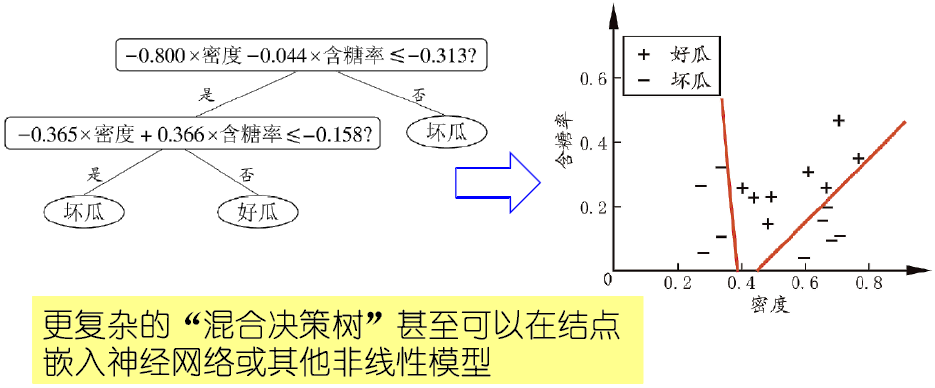 -0.800×密度-0.044×含糖率≤-0.313?
是
否
-0.365×密度+0.366×含糖率≤-0.158?
坏瓜
是
否
坏瓜
好瓜
+ 好瓜
- 坏瓜
含糖率
0.6
0.4
0.2
0
0.2
0.4
0.6
0.8
密度
更复杂的“混合决策树”甚至可以在结点
嵌入神经网络或其他非线性模型